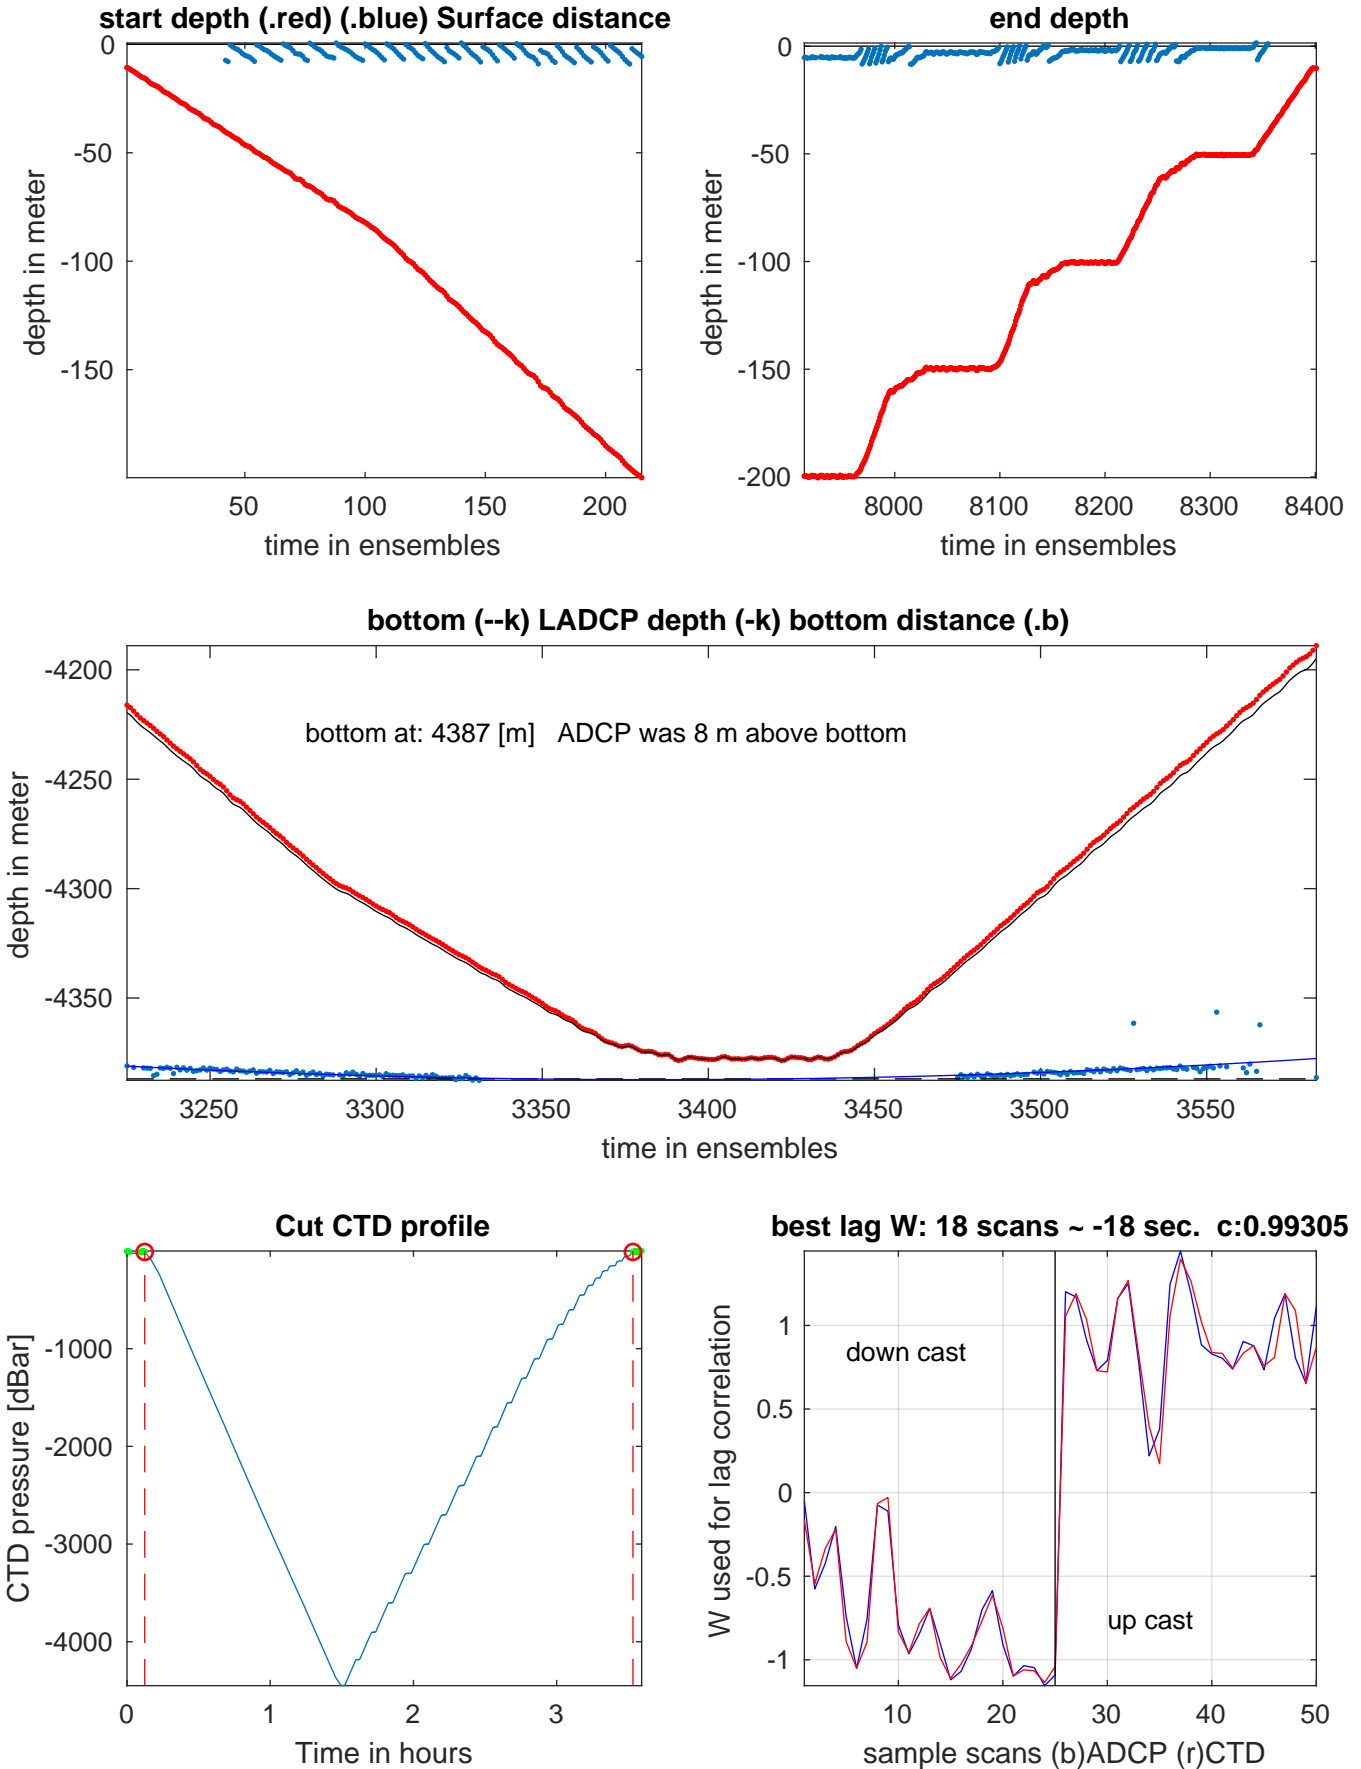 start depth (.red) (.blue) Surface distance
0
-50
-100
-150
depth in meter
50
100
150
200
time in ensembles
end depth
0
-50
-100
-150
-200
depth in meter
8000
8100
8200
8300
8400
time in ensembles
bottom (--k) LADCP depth (-k) bottom distance (.b)
-4200
-4250
-4300
-4350
depth in meter
bottom at: 4387 [m]   ADCP was 8 m above bottom
3250
3300
3350
3400
3450
3500
3550
time in ensembles
Cut CTD profile
-1000
-2000
-3000
-4000
CTD pressure [dBar]
0
1
2
3
Time in hours
best lag W: 18 scans ~ -18 sec.  c:0.99305
1
0.5
0
-0.5
-1
W used for lag correlation
down cast
up cast
10
20
30
40
50
sample scans (b)ADCP (r)CTD